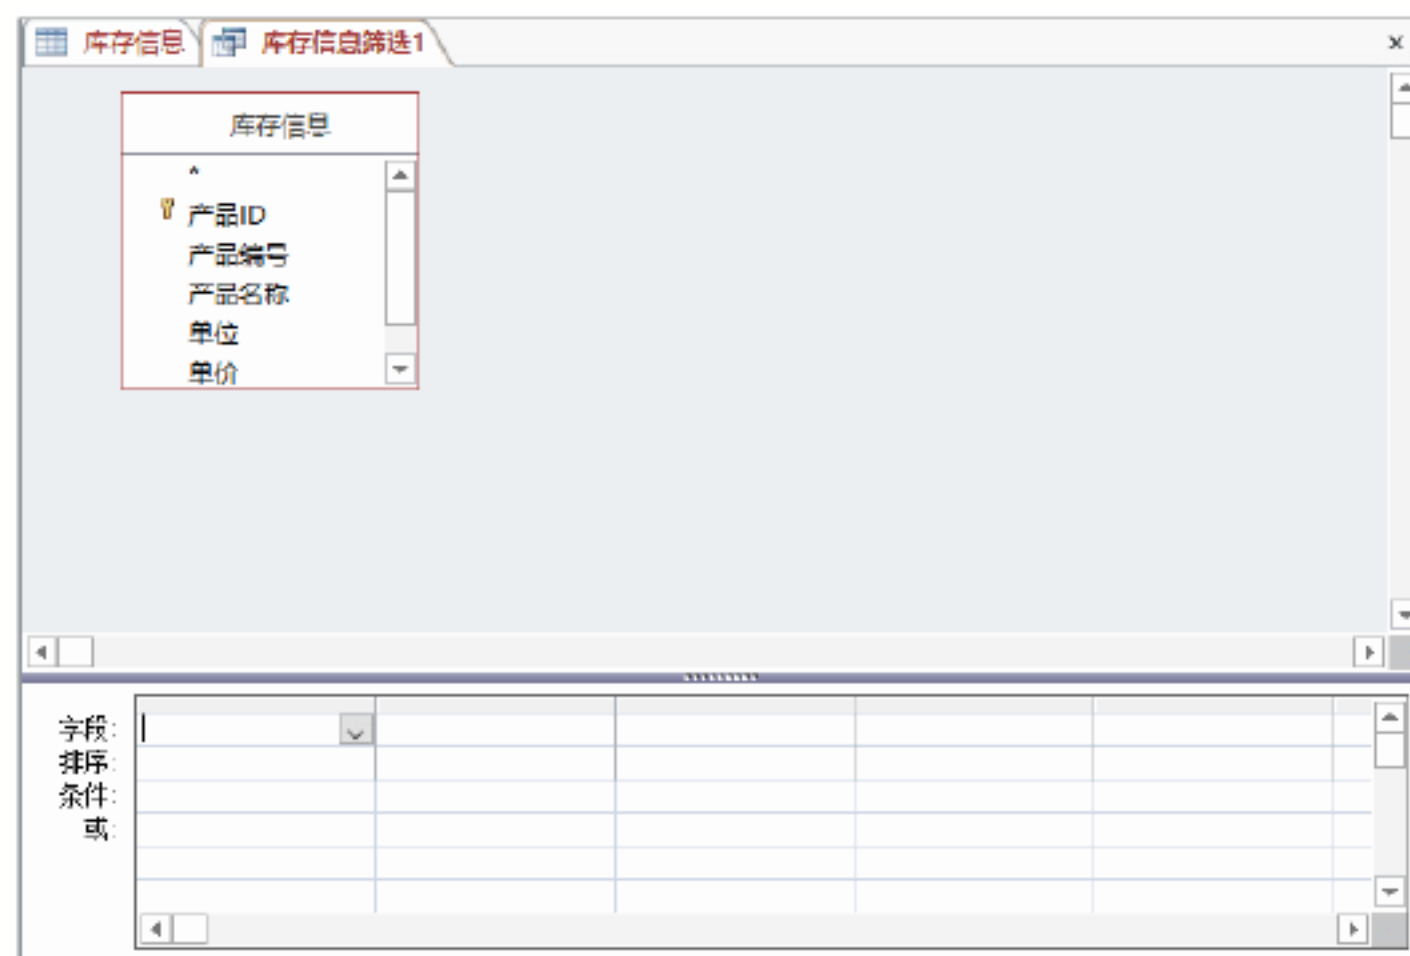 库存信息 库存信息筛选1
库存信息
*
产品ID
产品编号
产品名称
单位
单价
字段:
排序:
条件:
或: